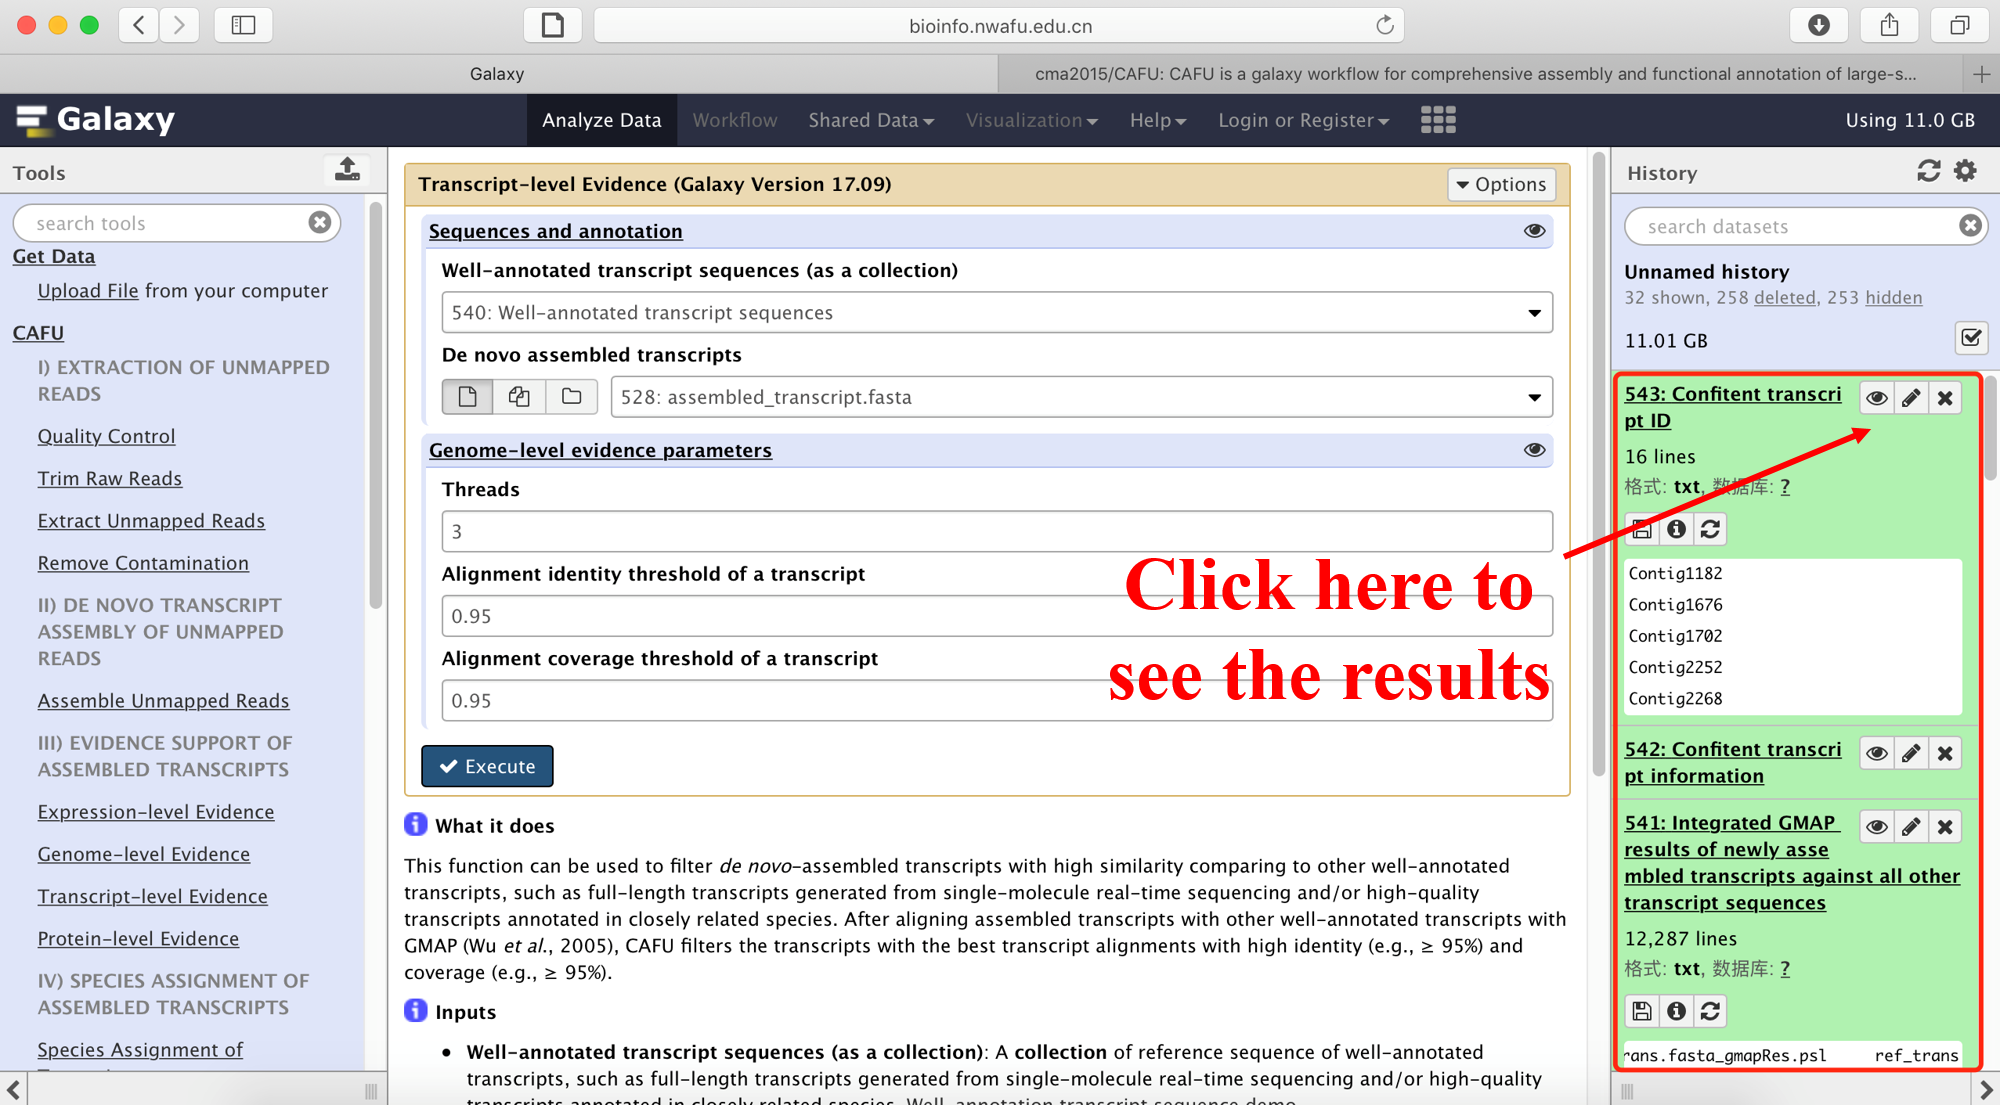 bioinfo.nwafu.edu.cn
Galaxy
cma2015/CAFU: CAFU is a galaxy workflow for comprehensive assembly and functional annotation of large-s...
Galaxy
Analyze Data
Workflow
Shared Data
Visualization
Help
Login or Register
Using 11.0 GB
Tools
search tools
Get Data
Upload File from your computer
CAFU
I) EXTRACTION OF UNMAPPED
READS
Quality Control
Trim Raw Reads
Extract Unmapped Reads
Remove Contamination
II) DE NOVO TRANSCRIPT
ASSEMBLY OF UNMAPPED
READS
Assemble Unmapped Reads
III) EVIDENCE SUPPORT OF
ASSEMBLED TRANSCRIPTS
Expression-level Evidence
Genome-level Evidence
Transcript-level Evidence
Protein-level Evidence
IV) SPECIES ASSIGNMENT OF
ASSEMBLED TRANSCRIPTS
Species Assignment of
Transcript-level Evidence (Galaxy Version 17.09)
Options
Sequences and annotation
Well-annotated transcript sequences (as a collection)
540: Well-annotated transcript sequences
De novo assembled transcripts
528: assembled_transcript.fasta
Genome-level evidence parameters
Threads
3
Alignment identity threshold of a transcript
0.95
Alignment coverage threshold of a transcript
0.95
Click here to
see the results
Execute
What it does
This function can be used to filter de novo-assembled transcripts with high similarity comparing to other well-annotated
transcripts, such as full-length transcripts generated from single-molecule real-time sequencing and/or high-quality
transcripts annotated in closely related species. After aligning assembled transcripts with other well-annotated transcripts with
GMAP (Wu et al., 2005), CAFU filters the transcripts with the best transcript alignments with high identity (e.g., ≥ 95%) and
coverage (e.g., ≥ 95%).
Inputs
• Well-annotated transcript sequences (as a collection): A collection of reference sequence of well-annotated
transcripts, such as full-length transcripts generated from single-molecule real-time sequencing and/or high-quality
transcripts annotated in closely related species. Well-annotation transcript sequence demo
History
search datasets
Unnamed history
32 shown, 258 deleted, 253 hidden
11.01 GB
543: Confitent transcri
pt ID
16 lines
格式: txt, 数据库: ?
Contig1182
Contig1676
Contig1702
Contig2252
Contig2268
542: Confitent transcri
pt information
541: Integrated GMAP
results of newly asse
mbled transcripts against all other
transcript sequences
12,287 lines
格式: txt, 数据库: ?
rans.fasta_gmapRes.psl ref_trans